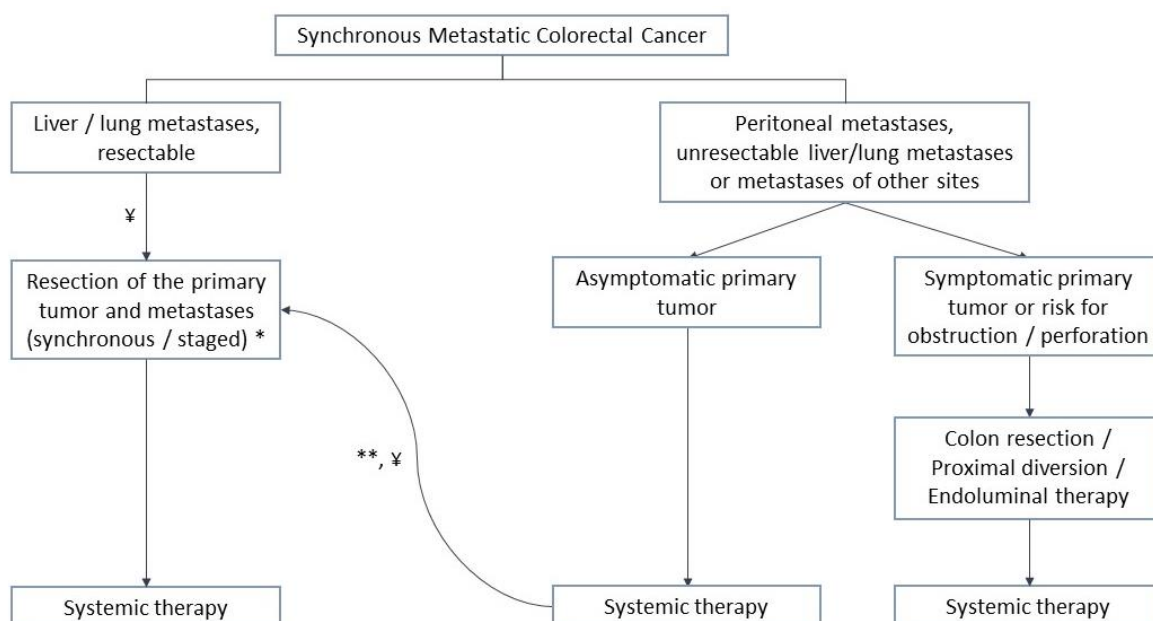 Synchronous Metastatic Colorectal Cancer
Liver / lung metastases,
resectable
Peritoneal metastases,
unresectable liver/lung metastases
or metastases of other sites
¥
Resection of the primary
tumor and metastases
(synchronous / staged) *
Asymptomatic primary
tumor
Symptomatic primary
tumor or risk for
obstruction / perforation
**, ¥
Colon resection /
Proximal diversion /
Endoluminal therapy
Systemic therapy
Systemic therapy
Systemic therapy